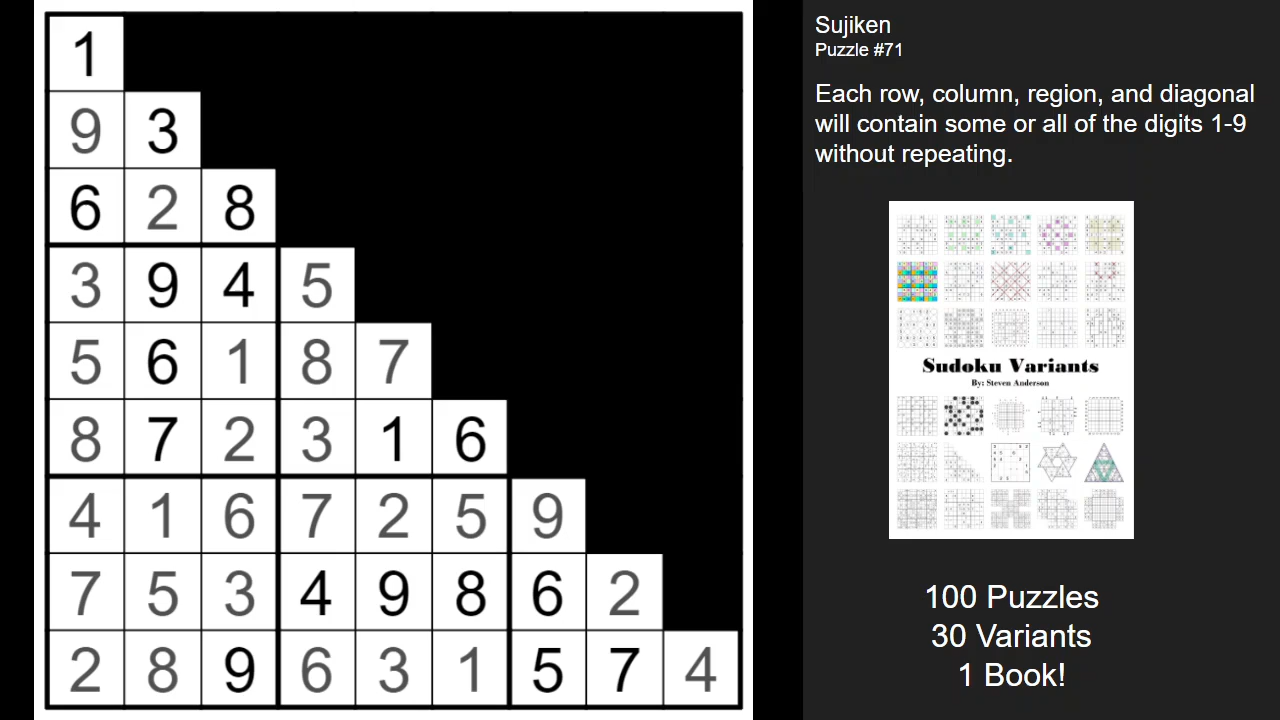 Sujiken
Puzzle #71
Each row, column, region, and diagonal
will contain some or all of the digits 1-9
without repeating.
1
9 3
6 2 8
3 9 4 5
5 6 1 8 7
8 7 2 3 1 6
4 1 6 7 2 5 9
7 5 3 4 9 8 6 2
2 8 9 6 3 1 5 7 4
Sudoku Variants
By: Steven Anderson
100 Puzzles
30 Variants
1 Book!